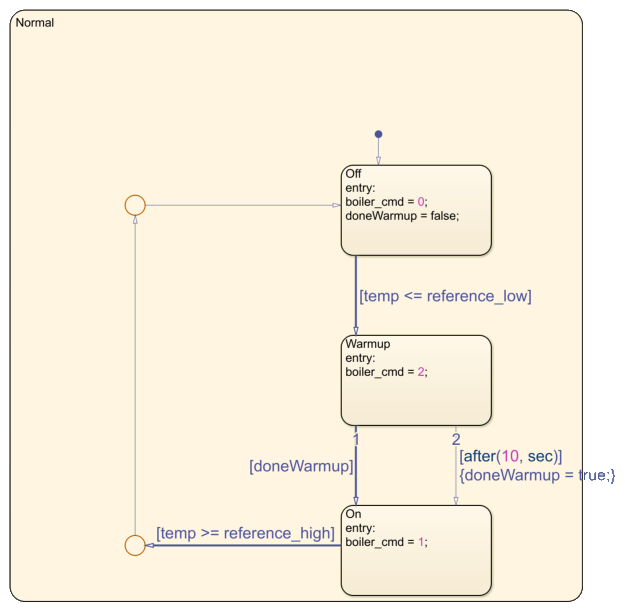 Normal
Off
entry:
boiler_cmd = 0;
doneWarmup = false;
[temp <= reference_low]
Warmup
entry:
boiler_cmd = 2;
1
2
[doneWarmup]
[after(10, sec)]
{doneWarmup = true;}
On
entry:
boiler_cmd = 1;
[temp >= reference_high]